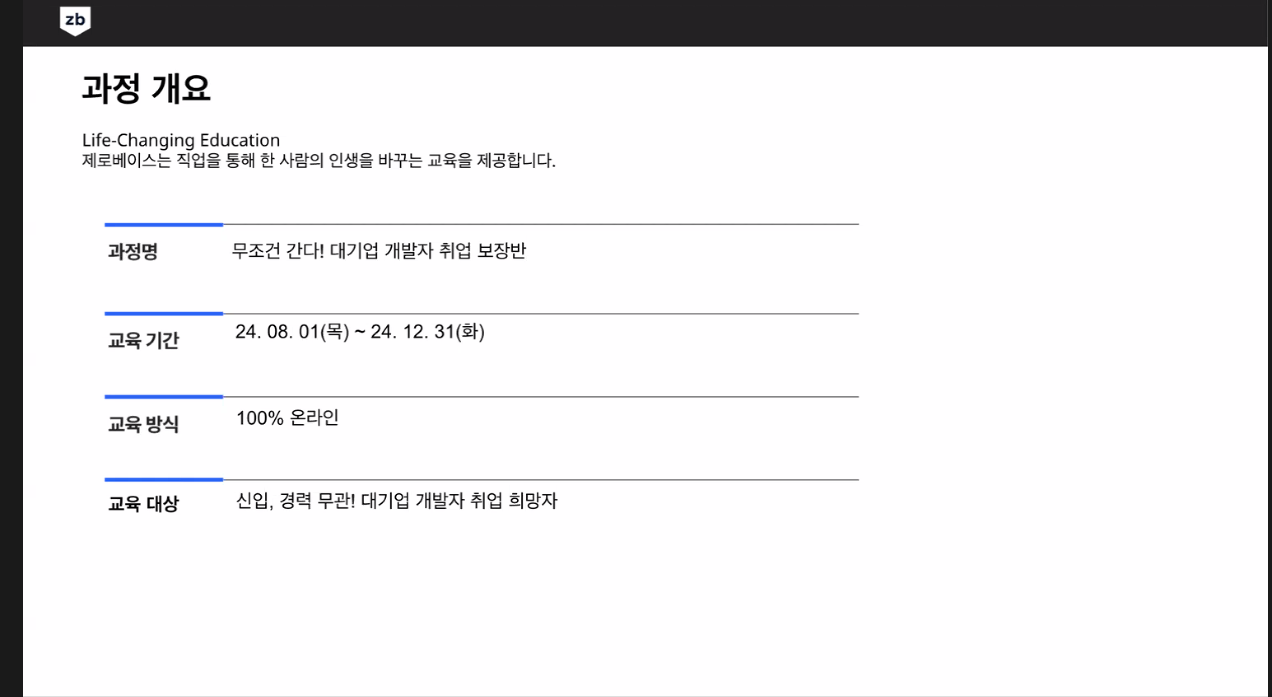 zb
과정 개요
Life-Changing Education
제로베이스는 직업을 통해 한 사람의 인생을 바꾸는 교육을 제공합니다.
과정명 무조건 간다! 대기업 개발자 취업 보장반
교육 기간 24. 08. 01(목) ~ 24. 12. 31(화)
교육 방식 100% 온라인
교육 대상 신입, 경력 무관! 대기업 개발자 취업 희망자